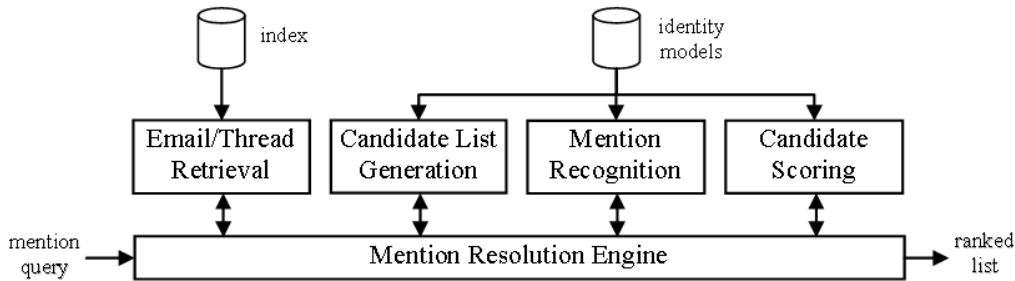 index
identity
models
Email/Thread
Retrieval
Candidate List
Generation
Mention
Recognition
Candidate
Scoring
mention
query
Mention Resolution Engine
ranked
list